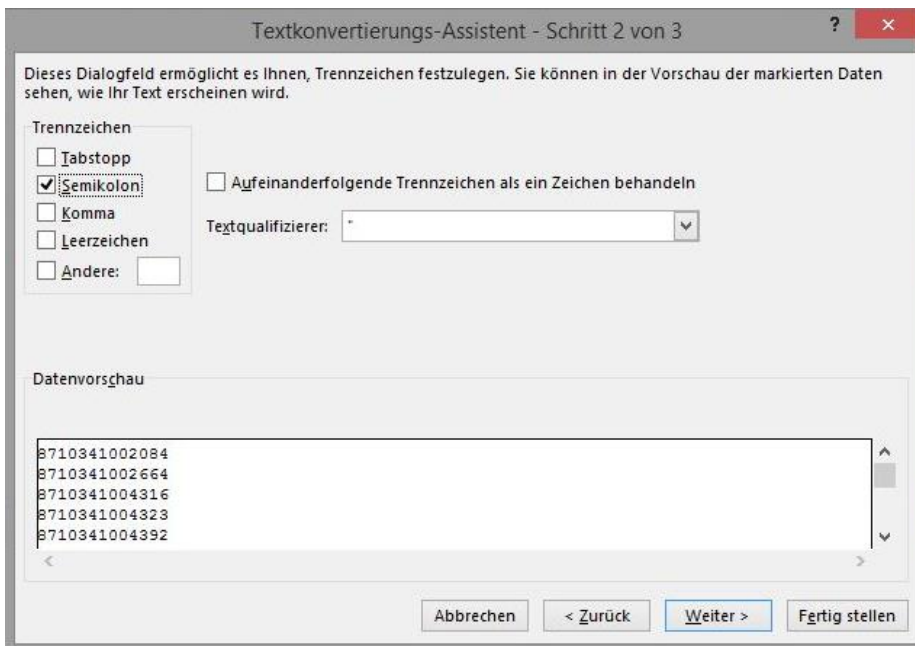 Textkonvertierungs-Assistent - Schritt 2 von 3
?
×
Dieses Dialogfeld ermöglicht es Ihnen, Trennzeichen festzulegen. Sie können in der Vorschau der markierten Daten
sehen, wie Ihr Text erscheinen wird.
Trennzeichen
Tabstopp
Semikolon
Komma
Leerzeichen
Andere:
Aufeinanderfolgende Trennzeichen als ein Zeichen behandeln
Textqualifizierer: "
Datenvorschau
8710341002084
8710341002664
8710341004316
8710341004323
8710341004392
Abbrechen
< Zurück
Weiter >
Fertig stellen